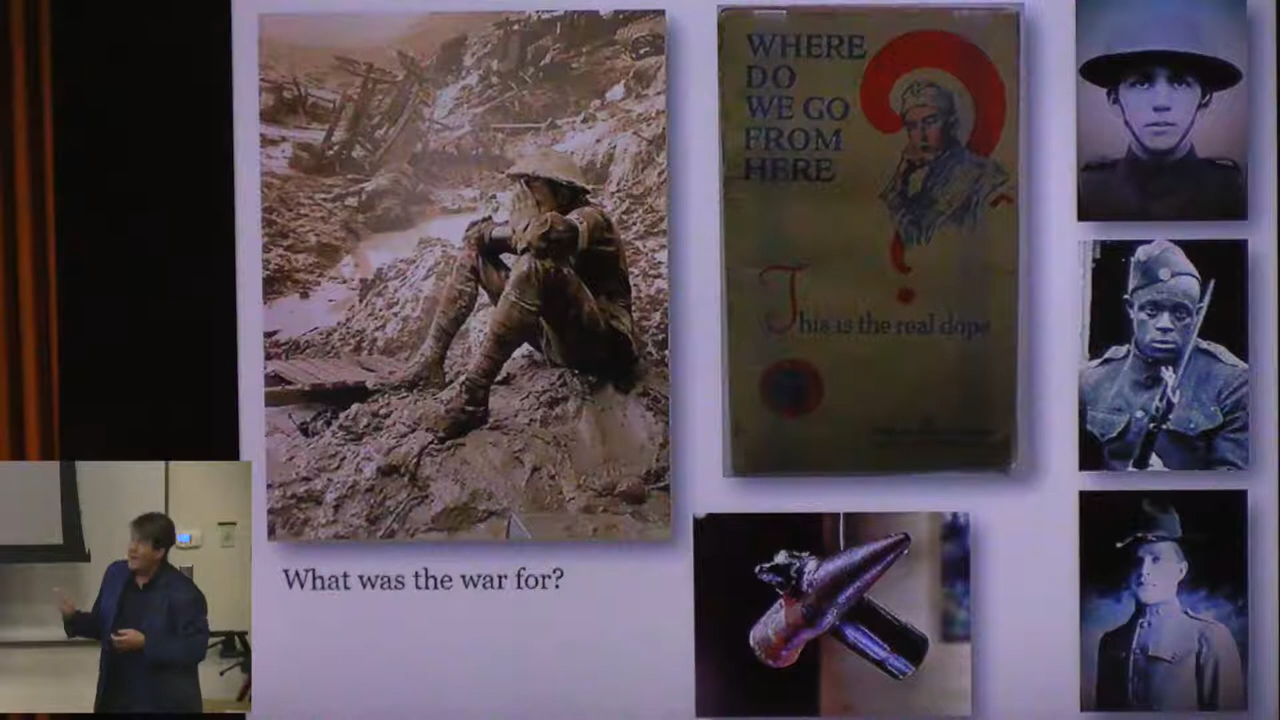 WHERE
DO
WE GO
FROM
HERE
?
This is the real dope
What was the war for?